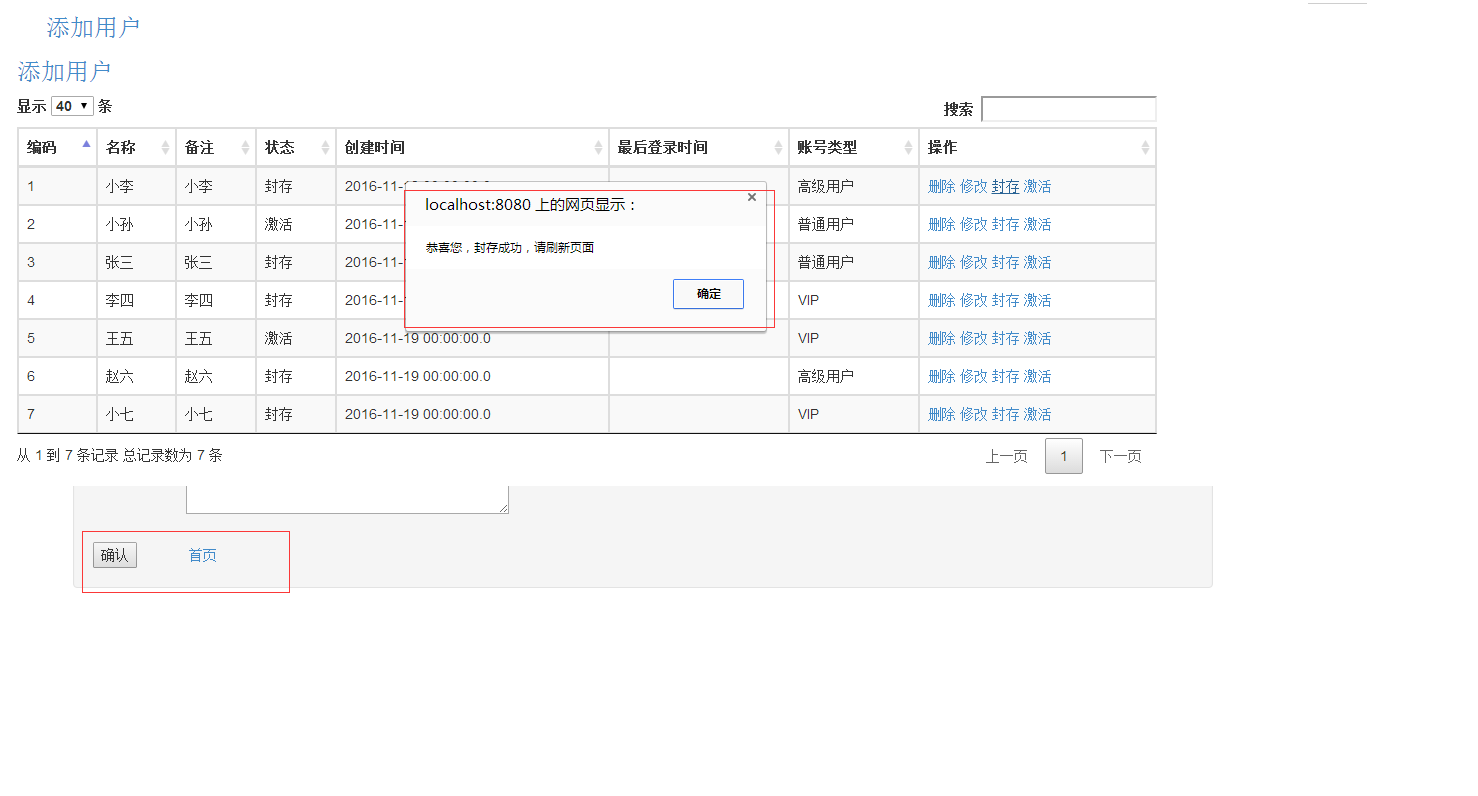 添加用户
添加用户
显示 40 条 搜索
编码 名称 备注 状态 创建时间 最后登录时间 账号类型 操作
1 小李 小李 封存 2016-11- 高级用户 删除 修改 封存 激活
2 小孙 小孙 激活 2016-11- 普通用户 删除 修改 封存 激活
3 张三 张三 封存 2016-11- 普通用户 删除 修改 封存 激活
4 李四 李四 封存 2016-11- VIP 删除 修改 封存 激活
5 王五 王五 激活 2016-11-19 00:00:00.0 VIP 删除 修改 封存 激活
6 赵六 赵六 封存 2016-11-19 00:00:00.0 高级用户 删除 修改 封存 激活
7 小七 小七 封存 2016-11-19 00:00:00.0 VIP 删除 修改 封存 激活
localhost:8080 上的网页显示：
恭喜您，封存成功，请刷新页面
确定
从 1 到 7 条记录 总记录数为 7 条 上一页 1 下一页
确认 首页